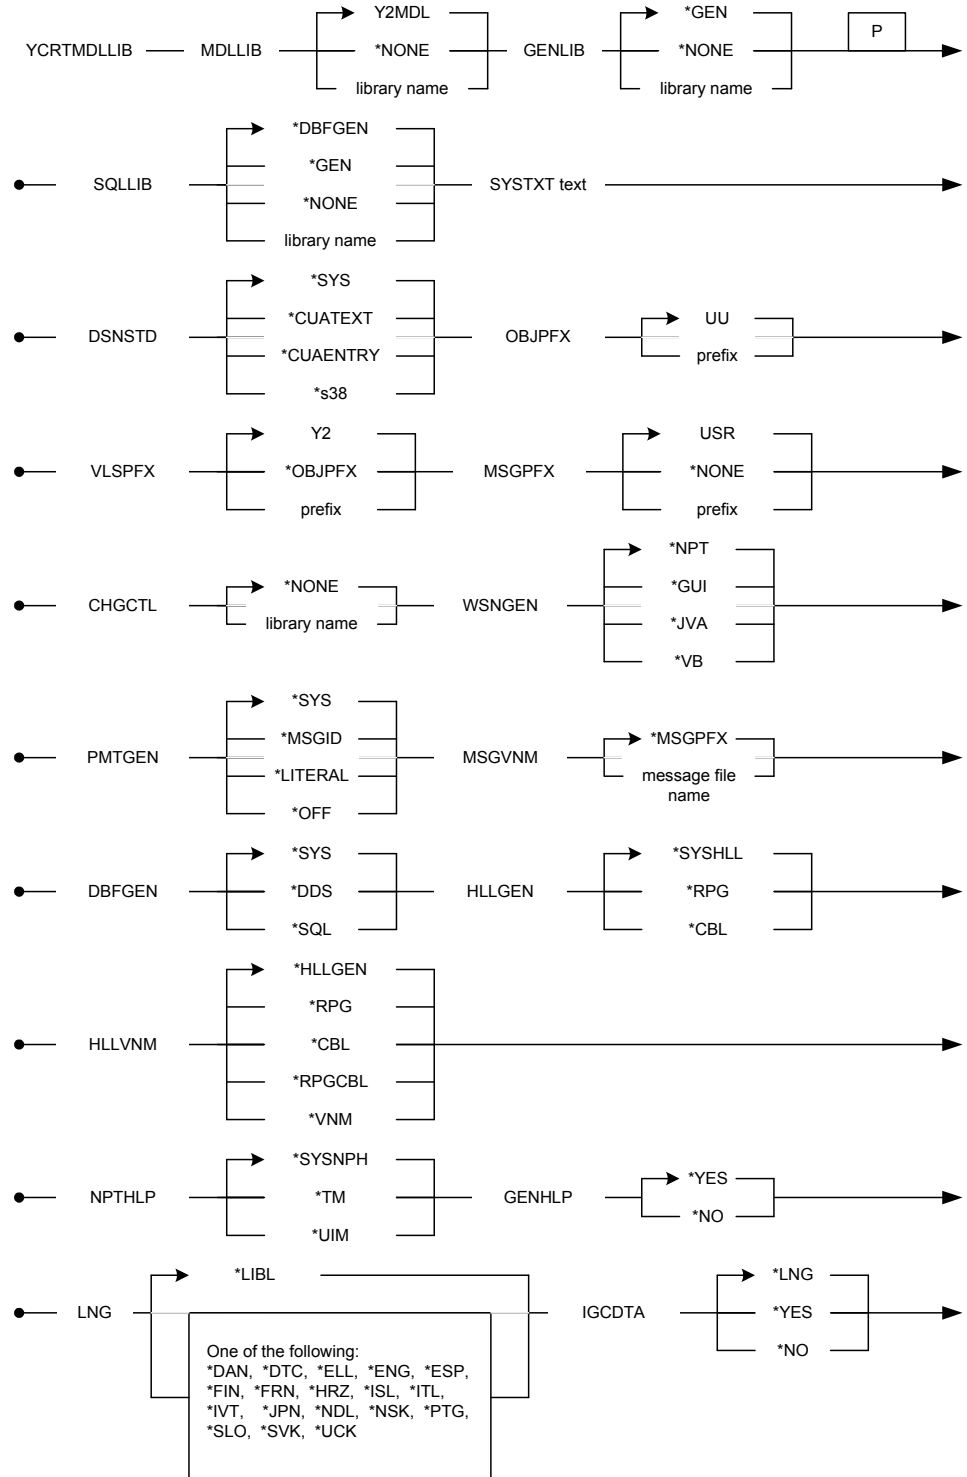 Y2MDL
*GEN
YCRTMDLLIB MDLLIB *NONE GENLIB *NONE P
library name library name
*DBFGEN
*GEN
SQLLIB SYSTXT text
*NONE
library name
*SYS
*CUATEXT UU
DSNSTD OBJPFX
*CUAENTRY prefix
*s38
Y2 USR
VLSPFX *OBJPFX MSGPFX *NONE
prefix prefix
*NPT
*NONE *GUI
CHGCTL WSNGEN
library name *JVA
*VB
*SYS
*MSGID *MSGPFX
PMTGEN MSGVNM
*LITERAL message file
name
*OFF
*SYS *SYSHLL
DBFGEN *DDS HLLGEN *RPG
*SQL *CBL
*HLLGEN
*RPG
HLLVNM *CBL
*RPGCBL
*VNM
*SYSNPH *YES
NPTHLP *TM GENHLP
*NO
*UIM
*LIBL *LNG
LNG IGCDTA *YES
*NO
One of the following:
*DAN, *DTC, *ELL, *ENG, *ESP,
*FIN, *FRN, *HRZ, *ISL, *ITL,
*IVT, *JPN, *NDL, *NSK, *PTG,
*SLO, *SVK, *UCK